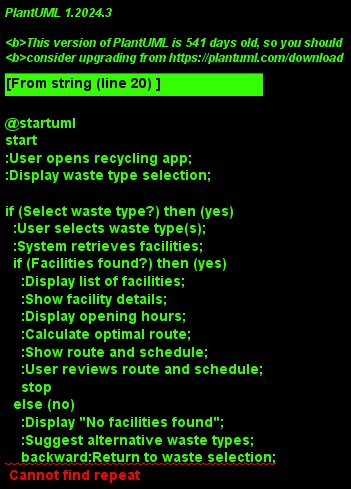 PlantUML 1.2024.3
<b>This version of PlantUML is 541 days old, so you should
<b>consider upgrading from https://plantuml.com/download
[From string (line 20) ]
@startuml
start
:User opens recycling app;
:Display waste type selection;
if (Select waste type?) then (yes)
:User selects waste type(s);
:System retrieves facilities;
if (Facilities found?) then (yes)
:Display list of facilities;
:Show facility details;
:Display opening hours;
:Calculate optimal route;
:Show route and schedule;
:User reviews route and schedule;
stop
else (no)
:Display "No facilities found";
:Suggest alternative waste types;
backward:Return to waste selection;
Cannot find repeat